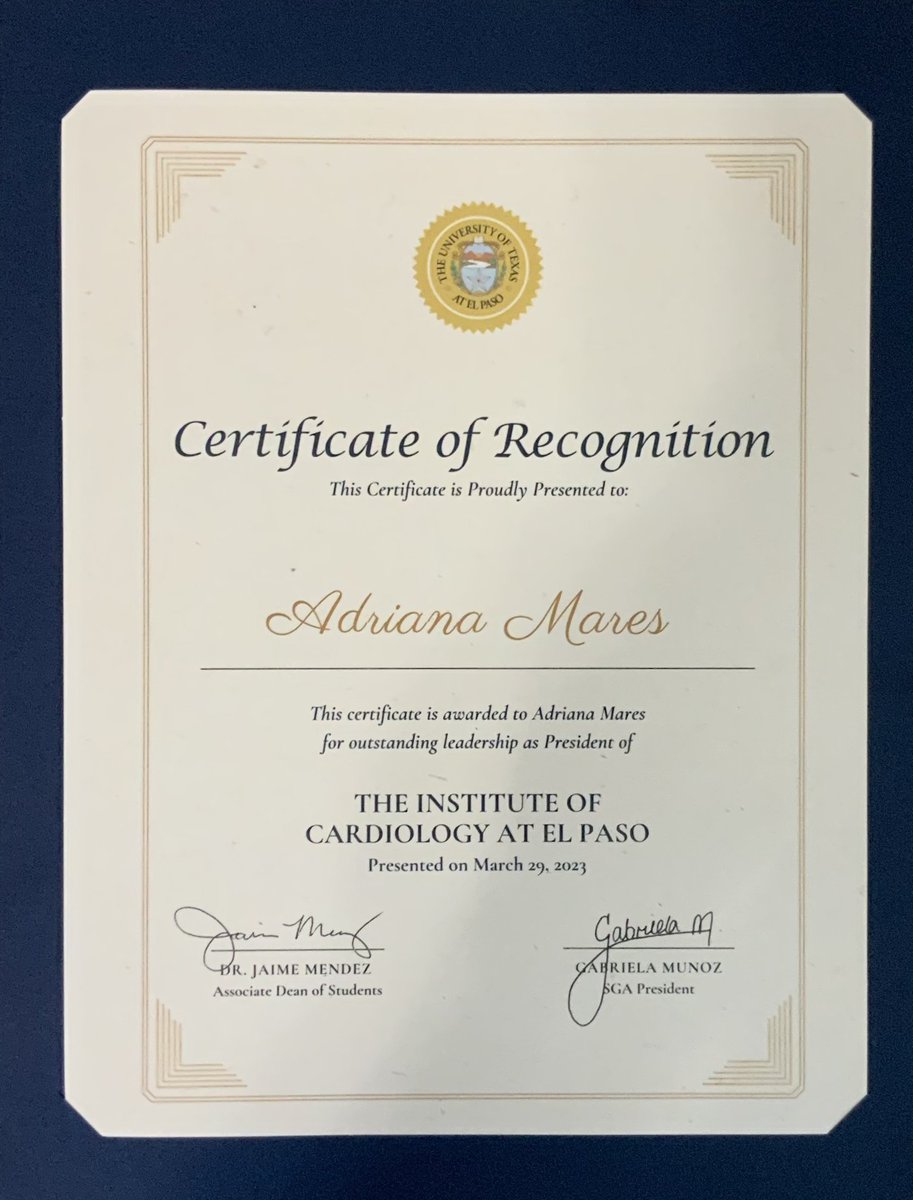 THE UNIVERSITY OF TEXAS
AT EL PASO
Certificate of Recognition
This Certificate is Proudly Presented to:
Adriana Mares
This certificate is awarded to Adriana Mares
for outstanding leadership as President of
THE INSTITUTE OF
CARDIOLOGY AT EL PASO
Presented on March 29, 2023
Gabriela M
DR. JAIME MENDEZ
GABRIELA MUNOZ
Associate Dean of Students
SGA President